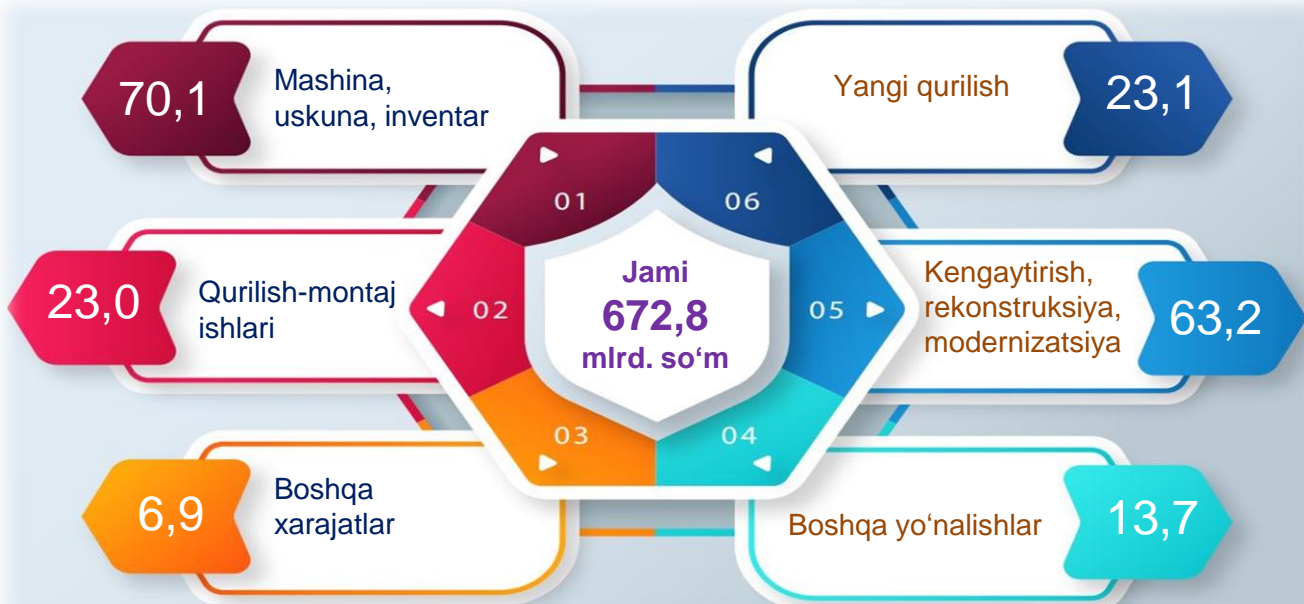 70,1
Mashina,
uskuna, inventar
23,0
Qurilish-montaj
ishlari
6,9
Boshqa
xarajatlar
01
02
03
Jami
672,8
mlrd. so‘m
06
05
04
Yangi qurilish
23,1
Kengaytirish,
rekonstruksiya,
modernizatsiya
63,2
Boshqa yo‘nalishlar
13,7